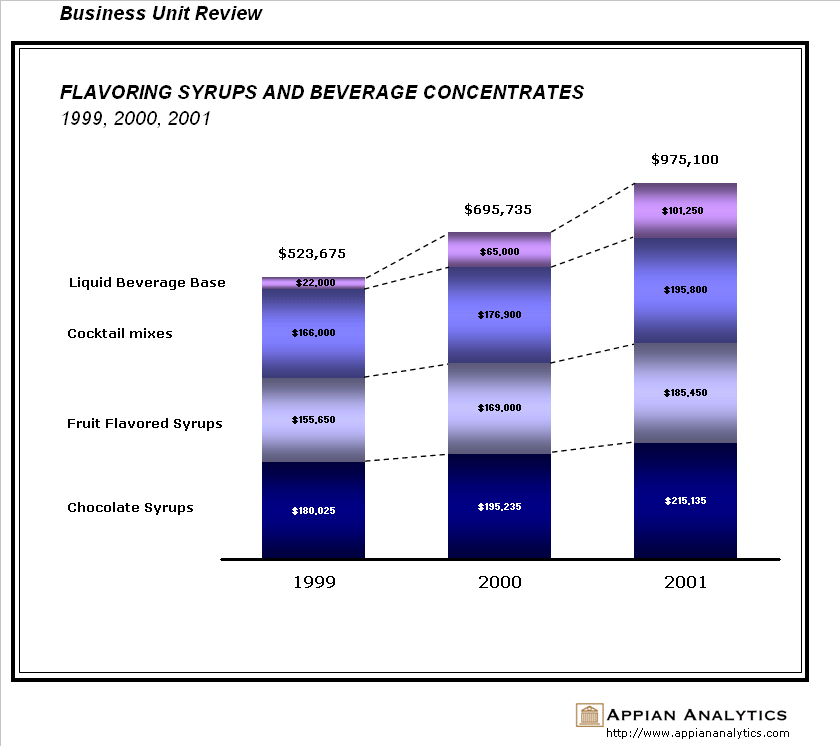 Business Unit Review
FLAVORING SYRUPS AND BEVERAGE CONCENTRATES
1999, 2000, 2001
$975,100
$695,735
$523,675
$101,250
$65,000
Liquid Beverage Base
$22,000
$195,800
$176,900
Cocktail mixes
$166,000
$185,450
$169,000
Fruit Flavored Syrups
$155,650
$215,135
$195,235
Chocolate Syrups
$180,025
1999 2000 2001
APPIAN ANALYTICS
http://www.appiananalytics.com